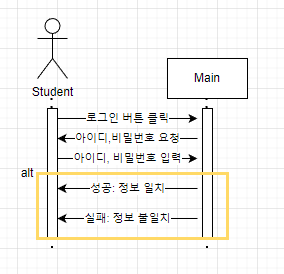 Student
Main
로그인 버튼 클릭
아이디,비밀번호 요청
아이디, 비밀번호 입력
alt
성공: 정보 일치
실패: 정보 불일치